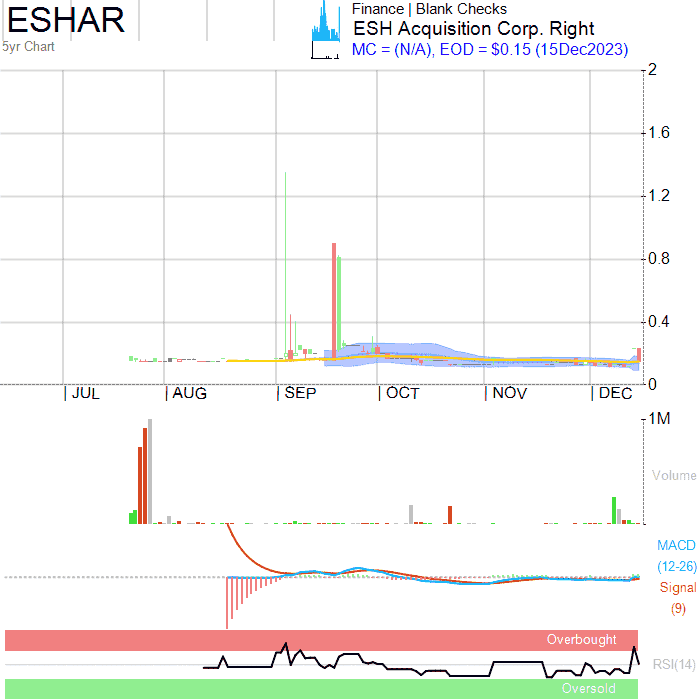 ESHAR
5yr Chart
Finance | Blank Checks
ESH Acquisition Corp. Right
MC = (N/A), EOD = $0.15 (15Dec2023)
2
1.6
1.2
0.8
0.4
0
JUL AUG SEP OCT NOV DEC
1M
Volume
MACD
(12-26)
Signal
(9)
Overbought
RSI(14)
Oversold